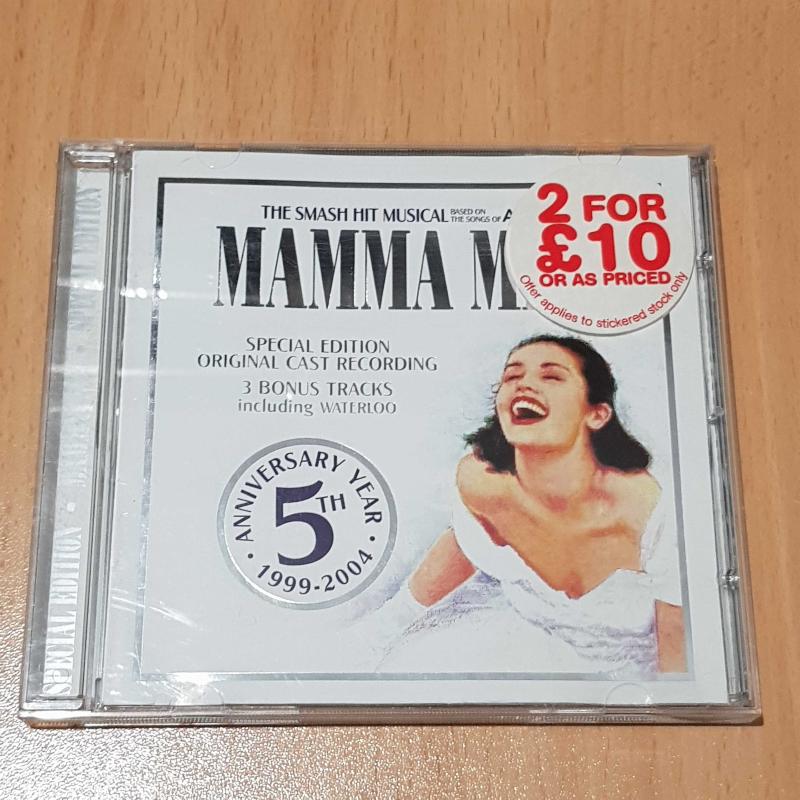 THE SMASH HIT MUSICAL BASED ON THE SONGS OF A
MAMMA M
SPECIAL EDITION
ORIGINAL CAST RECORDING
3 BONUS TRACKS
including WATERLOO
ANNIVERSARY YEAR
5TH
• 1999-2004 •
2 FOR
£10
OR AS PRICED
Offer applies to stickered stock only
SPECIAL EDITION